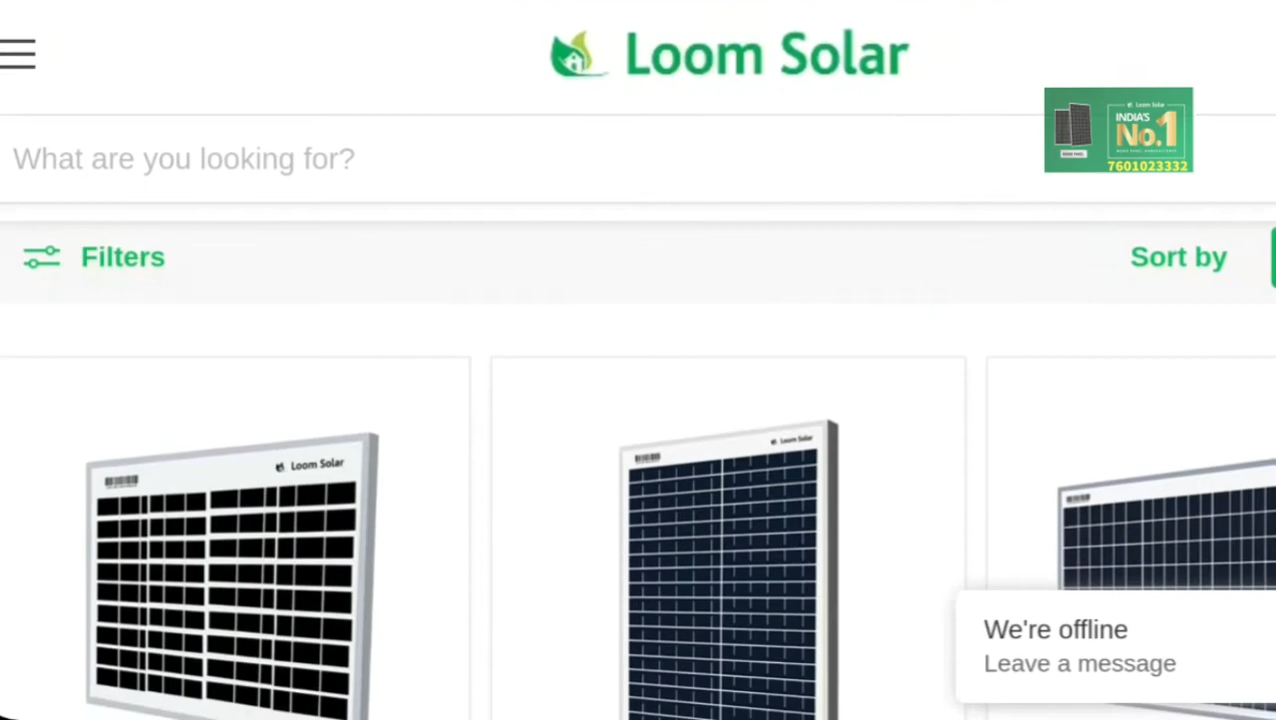 Loom Solar
Loom Solar
INDIA'S
No.1
7601023332
What are you looking for?
Filters
Sort by
Loom Solar
Loom Solar
We're offline
Leave a message